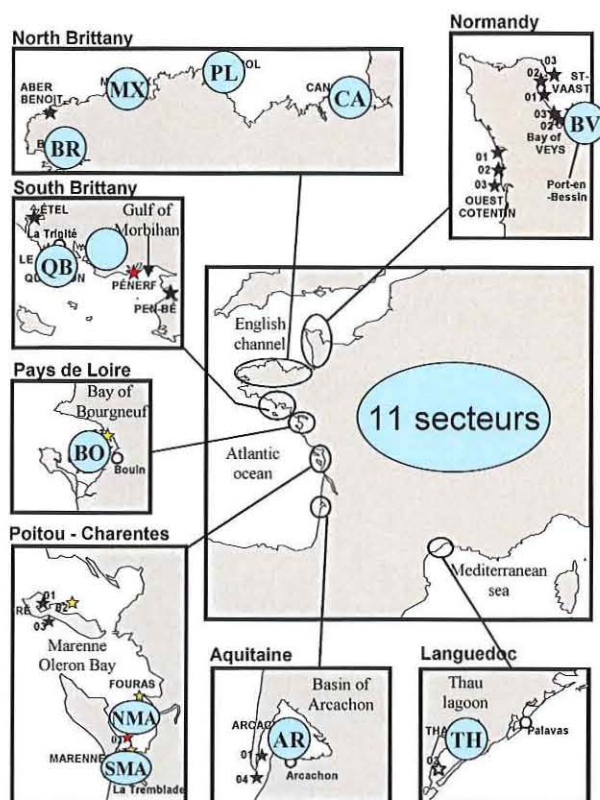 Normandy
03
02
ST-
VAAST
01
03
02
BV
Bay of
VEYS
01
02
03
Port-en
-Bessin
OUEST
COTENTIN
North Brittany
PL
MX
CA
ABER
BENOIT
BR
South Brittany
ÉTEL
Gulf of
Morbihan
La Trinité
QB
PÉNERF
PEN-BÉ
English
channel
Pays de Loire
Bay of
Bourgneuf
BO
Bouin
11 secteurs
Atlantic
ocean
Mediterranean
sea
Poitou - Charentes
01
02
RÉ
03
Marenne
Oleron Bay
FOURAS
NMA
SMA
La Tremblade
Aquitaine
Basin of
Arcachon
AR
01
04
Arcachon
Languedoc
Thau
lagoon
TH
Palavas